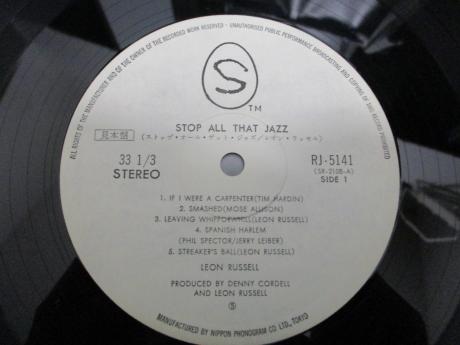 ALL RIGHTS OF THE MANUFACTURER AND OF THE OWNER OF THE RECORDED WORK RESERVED - UNAUTHORISED PUBLIC PERFORMANCE BROADCASTING AND COPYING OF THIS RECORD PROHIBITED
S
TM
STOP ALL THAT JAZZ
見本盤
(ストップ・オール・ザット・ジャズ/レオン・ラッセル)
33 1/3
STEREO
RJ-5141
(SR-2108-A)
SIDE 1
1. IF I WERE A CARPENTER(TIM HARDIN)
2. SMASHED(MOSE ALLISON)
3. LEAVING WHIPPORWILL(LEON RUSSELL)
4. SPANISH HARLEM
(PHIL SPECTOR/JERRY LEIBER)
5. STREAKER'S BALL(LEON RUSSELL)
LEON RUSSELL
PRODUCED BY DENNY CORDELL
AND LEON RUSSELL
Ⓢ
MANUFACTURED BY NIPPON PHONOGRAM CO., LTD., TOKYO